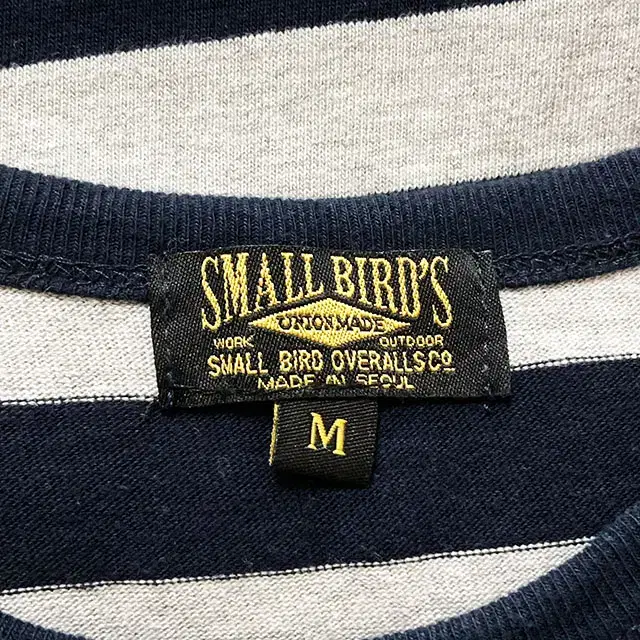 SMALL BIRD'S
UNION MADE
WORK OUTDOOR
SMALL BIRD OVERALLS CO
MADE IN SEOUL
M